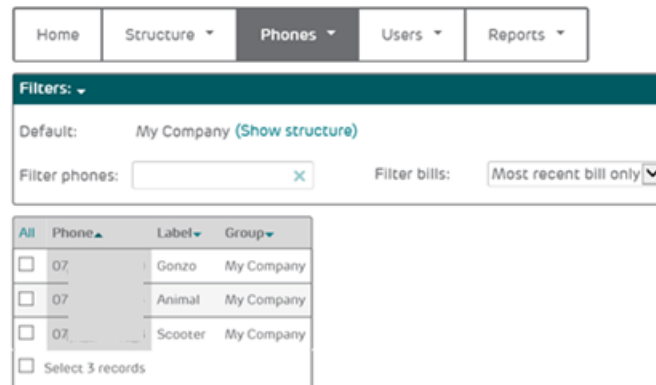 Home Structure Phones Users Reports
Filters:
Default: My Company (Show structure)
Filter phones: Filter bills: Most recent bill only
All Phone Label Group
07 Gonzo My Company
07 Animal My Company
07 Scooter My Company
Select 3 records